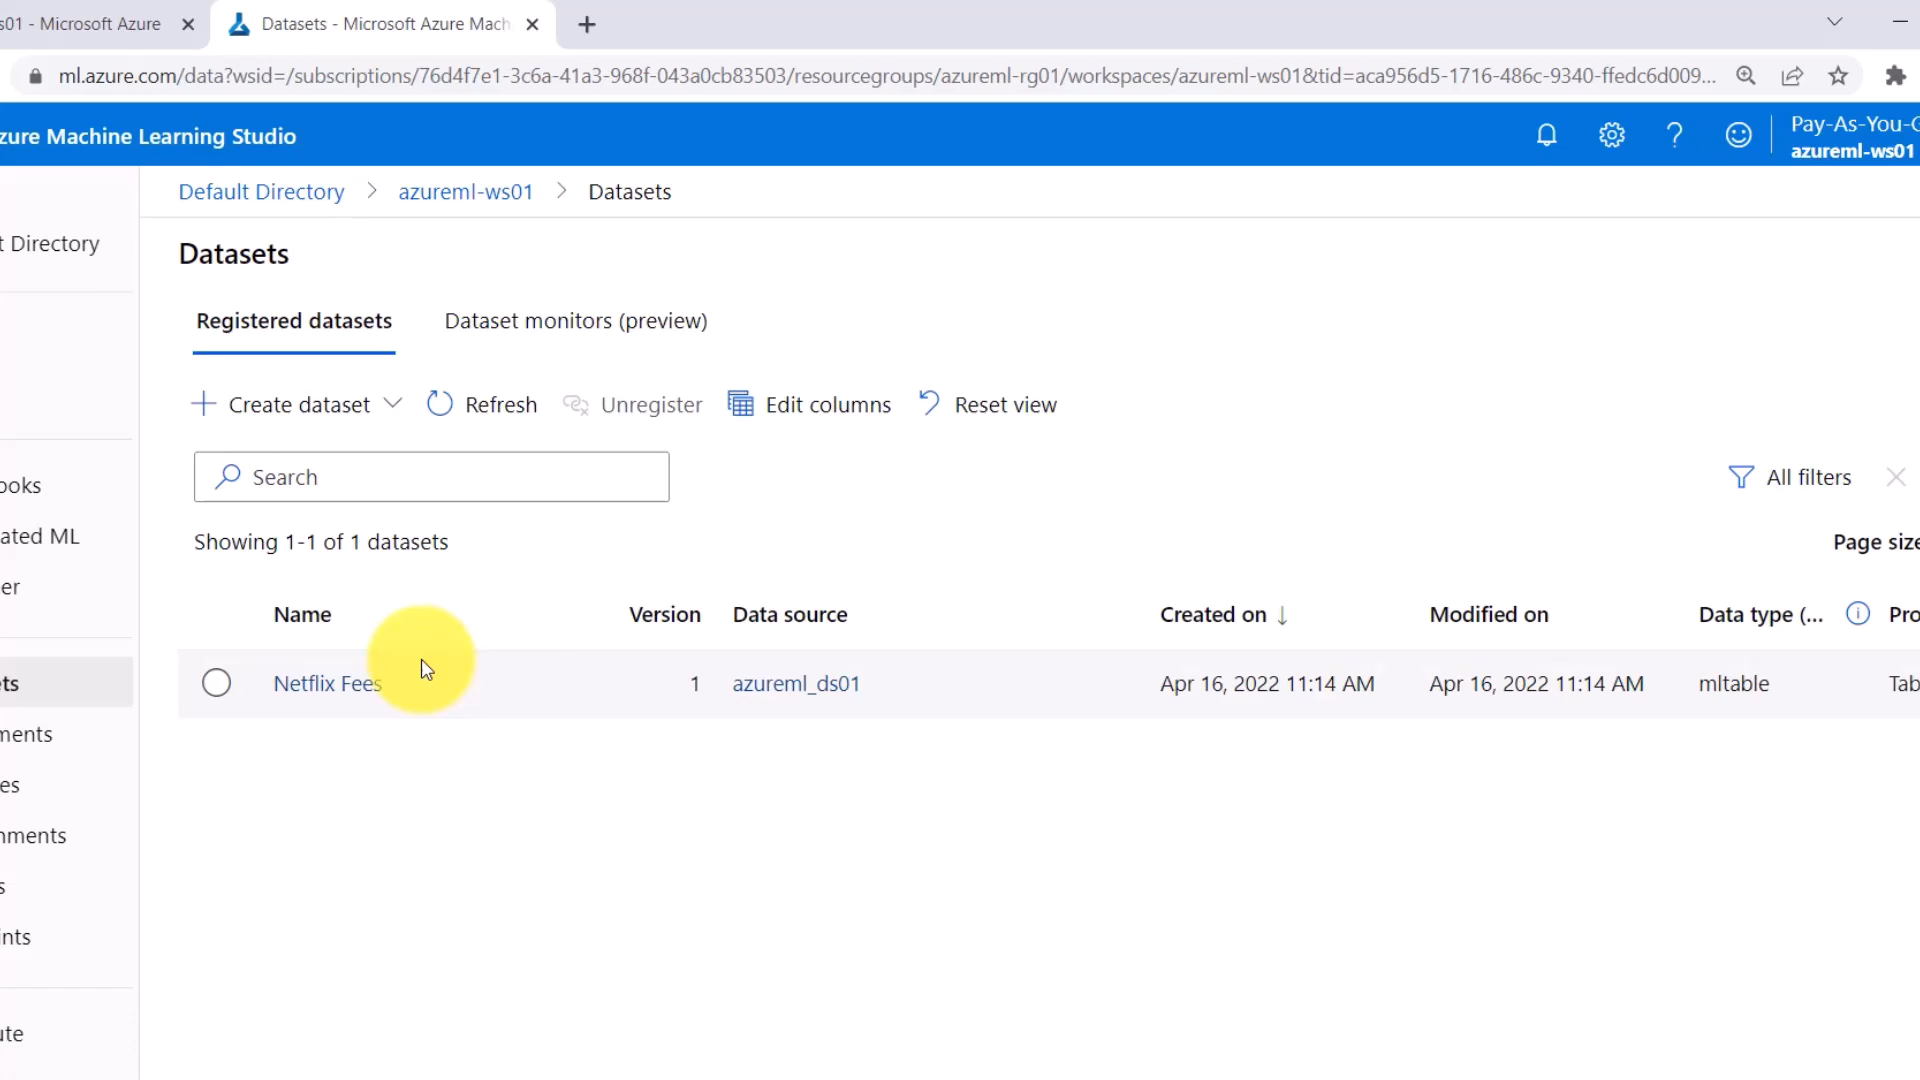 s01 - Microsoft Azure
Datasets - Microsoft Azure Mach
ml.azure.com/data?wsid=/subscriptions/76d4f7e1-3c6a-41a3-968f-043a0cb83503/resourcegroups/azureml-rg01/workspaces/azureml-ws01&tid=aca956d5-1716-486c-9340-ffedc6d009...
zure Machine Learning Studio
Pay-As-You-G
azureml-ws01
Default Directory > azureml-ws01 > Datasets
t Directory
Datasets
Registered datasets Dataset monitors (preview)
Create dataset Refresh Unregister Edit columns Reset view
Search
All filters
Showing 1-1 of 1 datasets
Page size
Name Version Data source Created on ↓ Modified on Data type (... Pro
Netflix Fees 1 azureml_ds01 Apr 16, 2022 11:14 AM Apr 16, 2022 11:14 AM mltable Tab
ooks
ated ML
er
ets
ments
es
nments
s
ints
ute